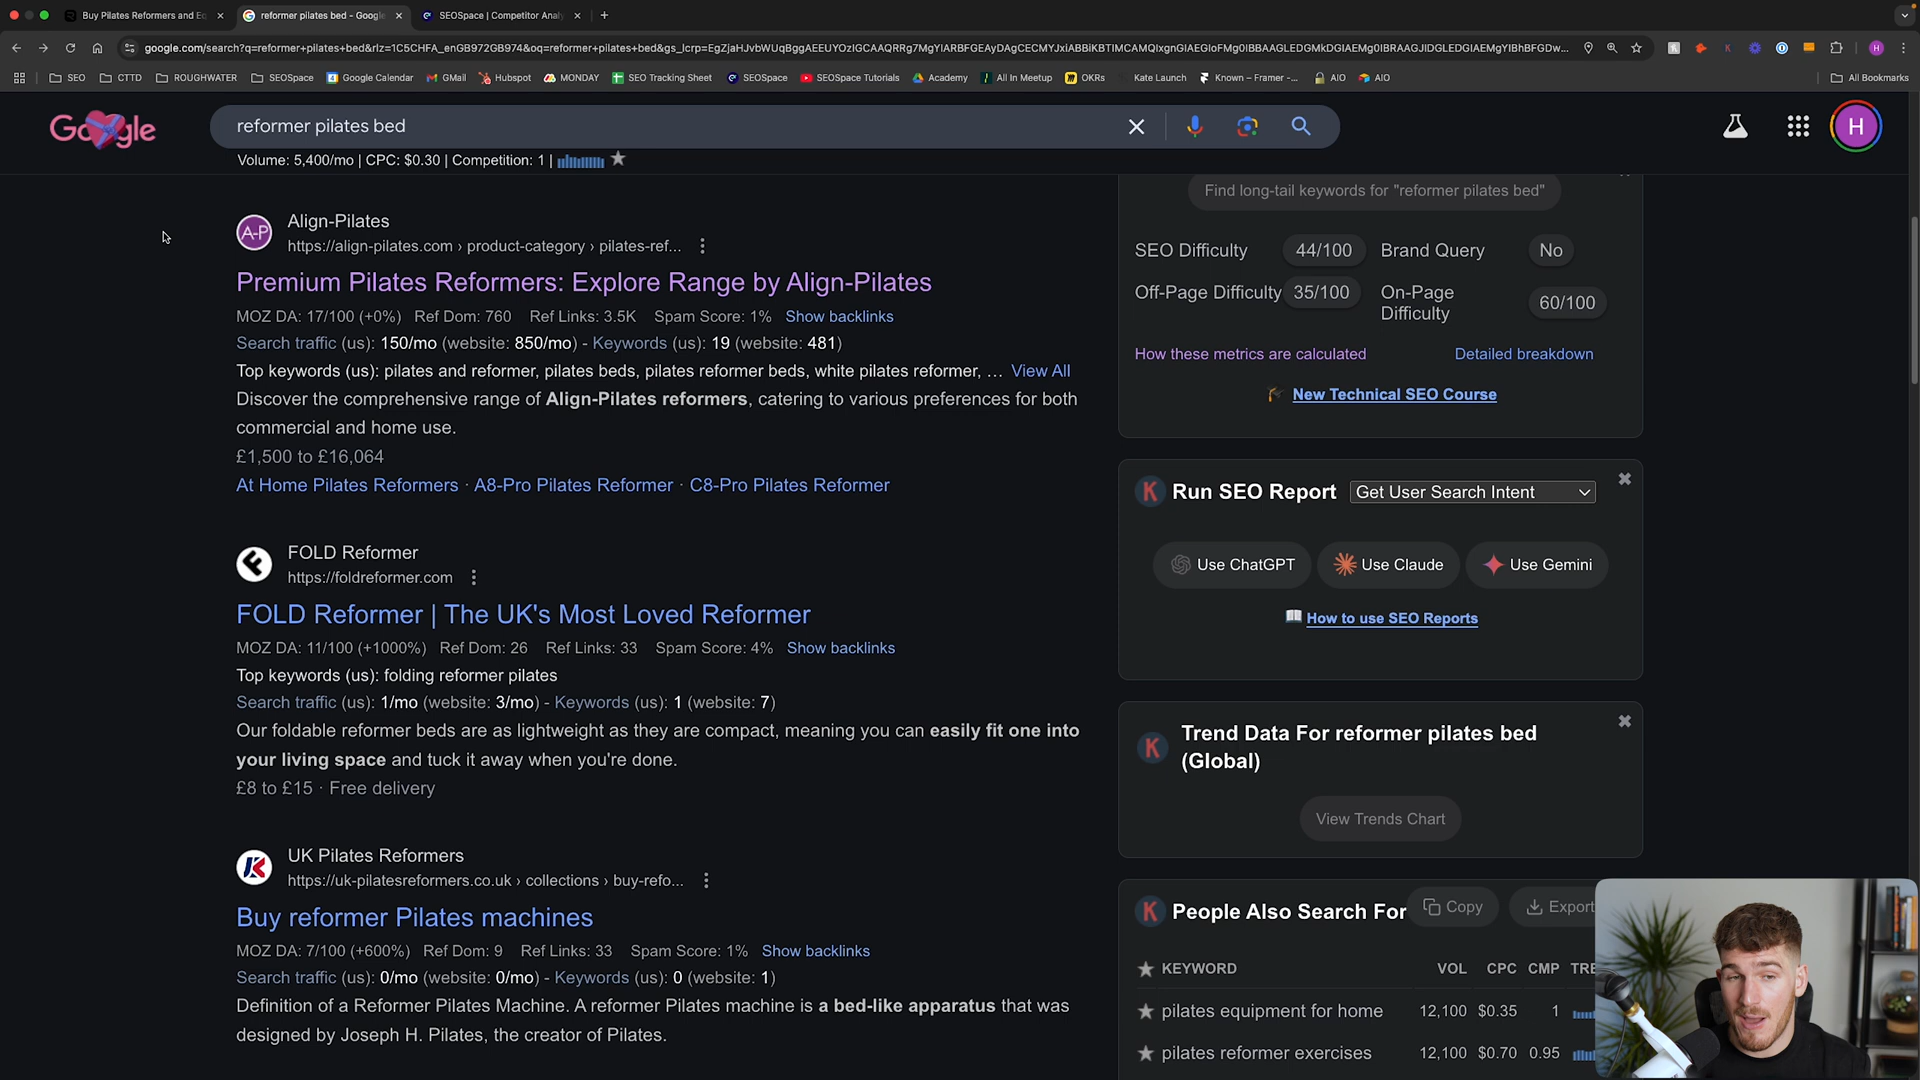 Buy Pilates Reformers and Eq
reformer pilates bed - Google
SEOSpace | Competitor Anal
google.com/search?q=reformer+pilates+bed&rlz=1C5CHFA_enGB972GB974&oq=reformer+pilates+bed&gs_lcrp=EgZjaHJvbWUqBggAEEUYOzIGCAAQRRg7MgYIARBFGEAyDAgCECMYJxiABBiKBTIMCAMQIxgnGIAEGIoFMg0IBBAAGLEDGMkDGIAEMg0IBRAAGJIDGLEDGIAEMgYIBhBFGDw...
SEO
CTTD
ROUGHWATER
SEOSpace
Google Calendar
GMail
Hubspot
MONDAY
SEO Tracking Sheet
SEOSpace
SEOSpace Tutorials
Academy
All In Meetup
OKRs
Kate Launch
Known – Framer -...
AIO
AIO
All Bookmarks
Google
reformer pilates bed
H
Volume: 5,400/mo | CPC: $0.30 | Competition: 1 |
A-P
Align-Pilates
https://align-pilates.com › product-category › pilates-ref...
Premium Pilates Reformers: Explore Range by Align-Pilates
MOZ DA: 17/100 (+0%) Ref Dom: 760 Ref Links: 3.5K Spam Score: 1% Show backlinks
Search traffic (us): 150/mo (website: 850/mo) - Keywords (us): 19 (website: 481)
Top keywords (us): pilates and reformer, pilates beds, pilates reformer beds, white pilates reformer, ... View All
Discover the comprehensive range of Align-Pilates reformers, catering to various preferences for both
commercial and home use.
£1,500 to £16,064
At Home Pilates Reformers · A8-Pro Pilates Reformer · C8-Pro Pilates Reformer
FOLD Reformer
https://foldreformer.com
FOLD Reformer | The UK's Most Loved Reformer
MOZ DA: 11/100 (+1000%) Ref Dom: 26 Ref Links: 33 Spam Score: 4% Show backlinks
Top keywords (us): folding reformer pilates
Search traffic (us): 1/mo (website: 3/mo) - Keywords (us): 1 (website: 7)
Our foldable reformer beds are as lightweight as they are compact, meaning you can easily fit one into
your living space and tuck it away when you're done.
£8 to £15 · Free delivery
UK Pilates Reformers
https://uk-pilatesreformers.co.uk › collections › buy-refo...
Buy reformer Pilates machines
MOZ DA: 7/100 (+600%) Ref Dom: 9 Ref Links: 33 Spam Score: 1% Show backlinks
Search traffic (us): 0/mo (website: 0/mo) - Keywords (us): 0 (website: 1)
Definition of a Reformer Pilates Machine. A reformer Pilates machine is a bed-like apparatus that was
designed by Joseph H. Pilates, the creator of Pilates.
Find long-tail keywords for "reformer pilates bed"
SEO Difficulty 44/100 Brand Query No
Off-Page Difficulty 35/100 On-Page Difficulty 60/100
How these metrics are calculated Detailed breakdown
New Technical SEO Course
K Run SEO Report Get User Search Intent
Use ChatGPT Use Claude Use Gemini
How to use SEO Reports
K Trend Data For reformer pilates bed
(Global)
View Trends Chart
K People Also Search For Copy Export
KEYWORD VOL CPC CMP TRE
pilates equipment for home 12,100 $0.35 1
pilates reformer exercises 12,100 $0.70 0.95